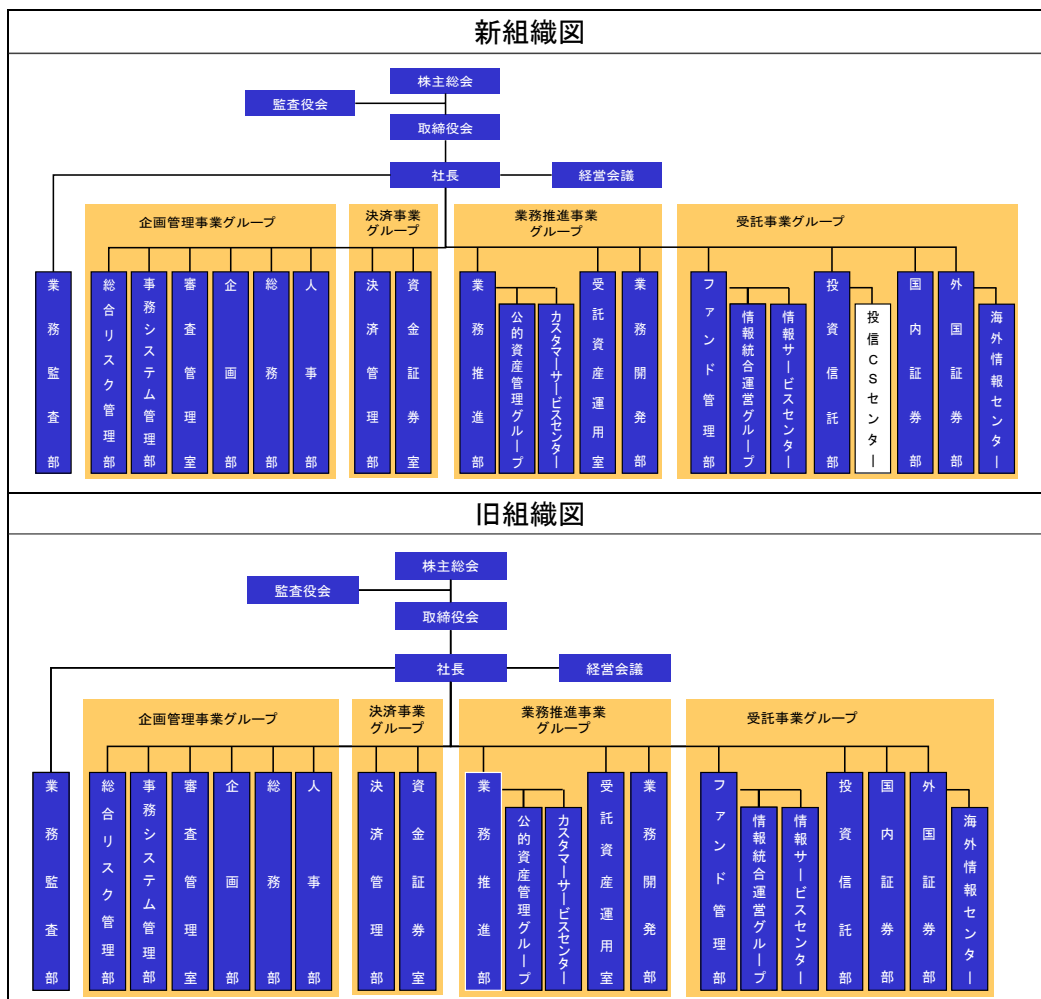 新組織図
株主総会
監査役会
取締役会
社長
経営会議
企画管理事業グループ
決済事業
グループ
業務推進事業
グループ
受託事業グループ
業務監査部
総合リスク管理部
事務システム管理部
審査管理室
企画部
総務部
人事部
決済管理部
資金証券室
業務推進部
公的資産管理グループ
カスタマーサービスセンター
受託資産運用室
業務開発部
ファンド管理部
情報統合運営グループ
情報サービスセンター
投資信託部
投信CSセンター
国内証券部
外国証券部
海外情報センター
旧組織図
株主総会
監査役会
取締役会
社長
経営会議
企画管理事業グループ
決済事業
グループ
業務推進事業
グループ
受託事業グループ
業務監査部
総合リスク管理部
事務システム管理部
審査管理室
企画部
総務部
人事部
決済管理部
資金証券室
業務推進部
公的資産管理グループ
カスタマーサービスセンター
受託資産運用室
業務開発部
ファンド管理部
情報統合運営グループ
情報サービスセンター
投資信託部
国内証券部
外国証券部
海外情報センター